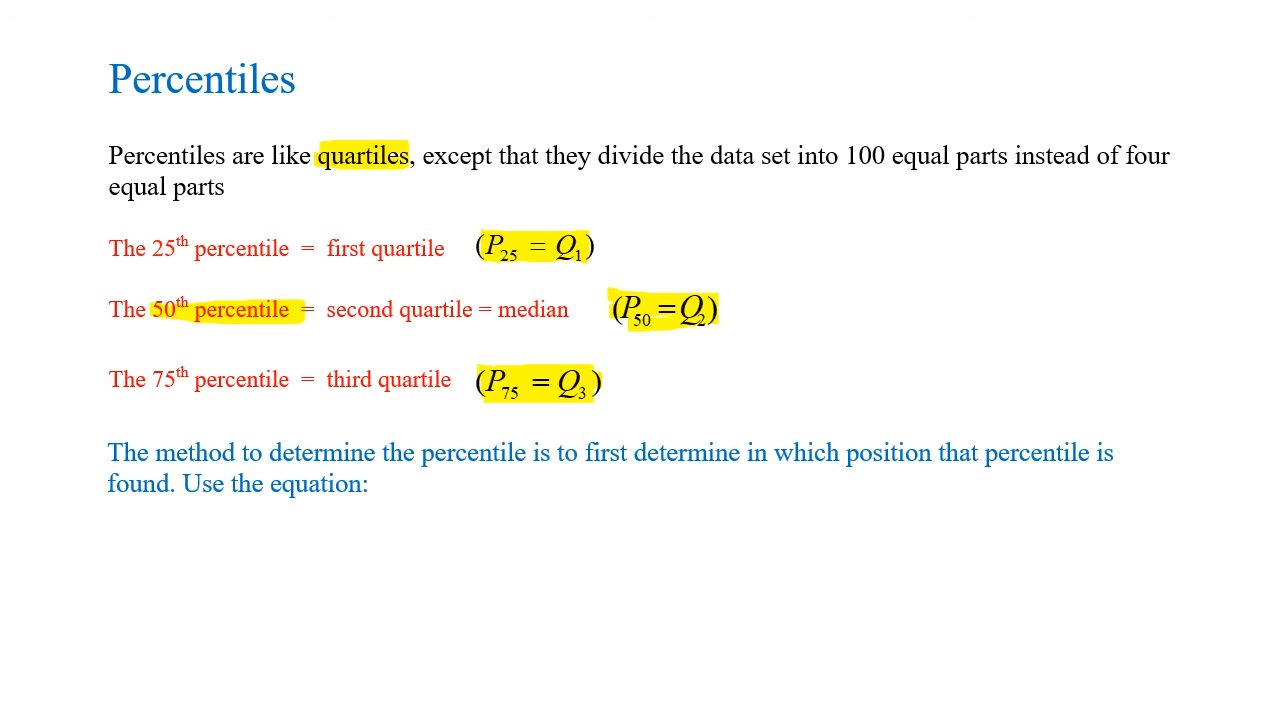 Percentiles
Percentiles are like quartiles, except that they divide the data set into 100 equal parts instead of four
equal parts
The 25th percentile = first quartile (P25 = Q1)
The 50th percentile = second quartile = median (P50 = Q2)
The 75th percentile = third quartile (P75 = Q3)
The method to determine the percentile is to first determine in which position that percentile is
found. Use the equation: